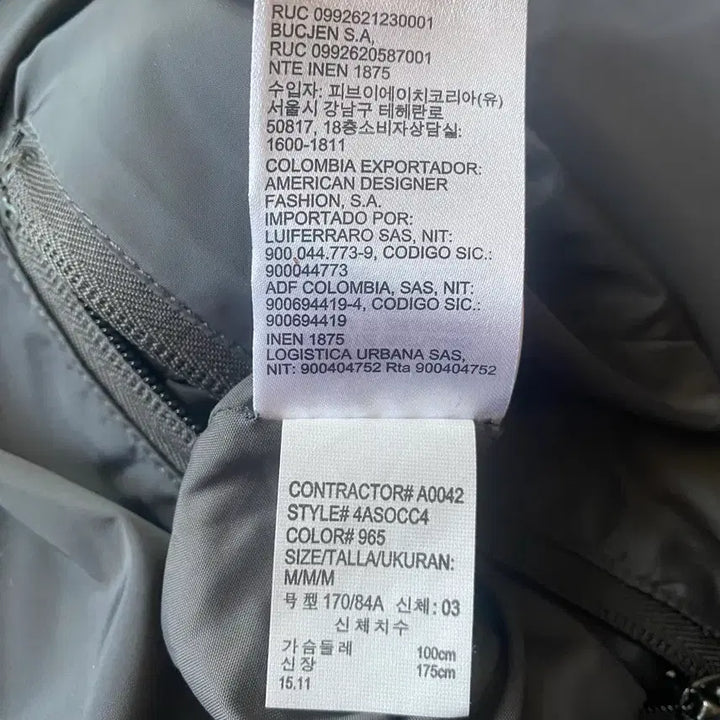 RUC 0992621230001
BUCJEN S.A,
RUC 0992620587001
NTE INEN 1875
수입자: 피브이에이치코리아(유)
서울시 강남구 테헤란로
50817, 18층소비자상담실:
1600-1811
COLOMBIA EXPORTADOR:
AMERICAN DESIGNER
FASHION, S.A.
IMPORTADO POR:
LUIFERRARO SAS, NIT:
900.044.773-9, CODIGO SIC.:
900044773
ADF COLOMBIA, SAS, NIT:
900694419-4, CODIGO SIC.:
900694419
INEN 1875
LOGISTICA URBANA SAS,
NIT: 900404752 Rta 900404752
CONTRACTOR# A0042
STYLE# 4ASOCC4
COLOR# 965
SIZE/TALLA/UKURAN:
M/M/M
号型 170/84A 신체: 03
신체치수
가슴둘레 100cm
신장 175cm
15.11